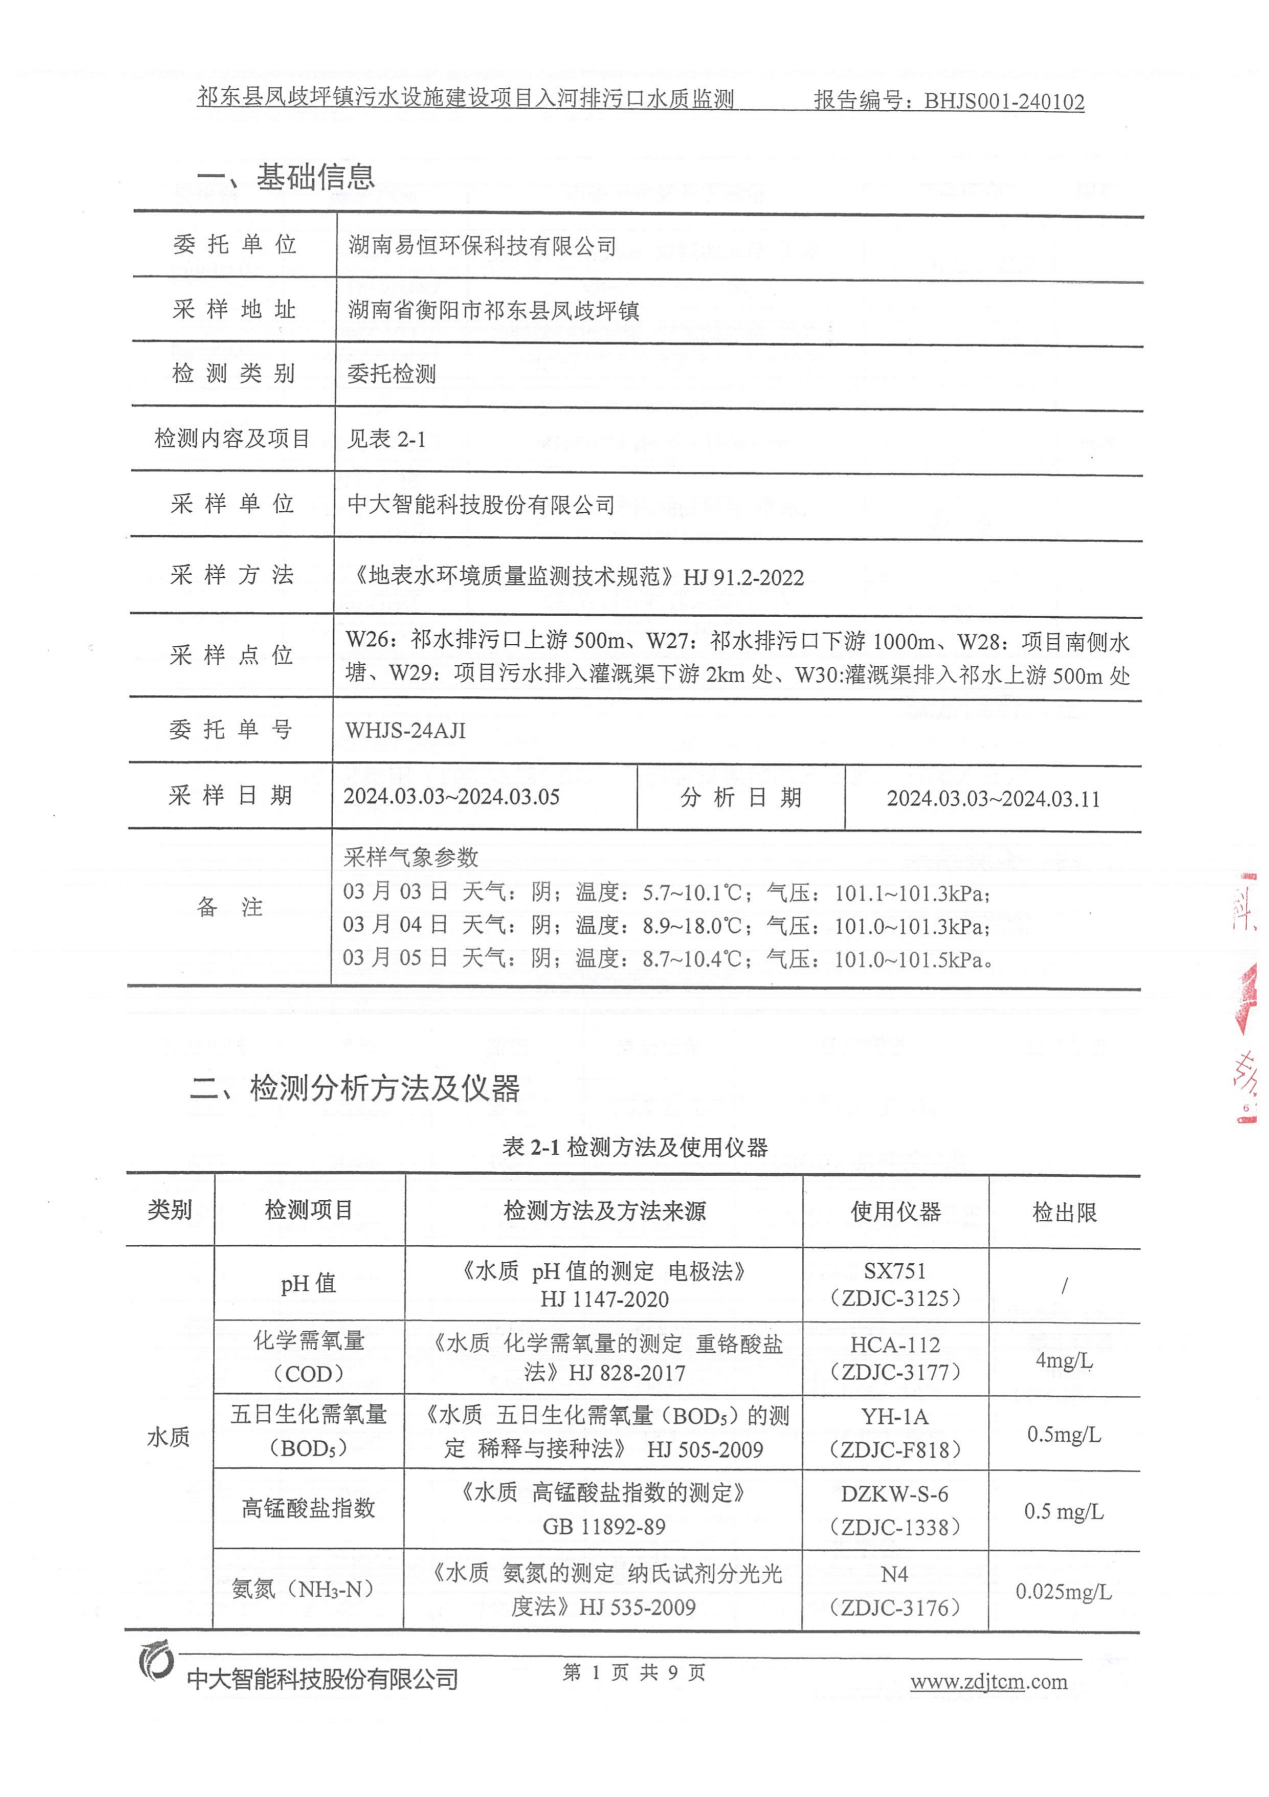 祁东县凤歧坪镇污水设施建设项目入河排污口水质监测 报告编号：BHJS001-240102
一、基础信息
委托单位 湖南易恒环保科技有限公司
采样地址 湖南省衡阳市祁东县凤歧坪镇
检测类别 委托检测
检测内容及项目 见表 2-1
采样单位 中大智能科技股份有限公司
采样方法 《地表水环境质量监测技术规范》HJ 91.2-2022
采样点位 W26：祁水排污口上游 500m、W27：祁水排污口下游 1000m、W28：项目南侧水
塘、W29：项目污水排入灌溉渠下游 2km 处、W30:灌溉渠排入祁水上游 500m 处
委托单号 WHJS-24AJI
采样日期 2024.03.03~2024.03.05 分析日期 2024.03.03~2024.03.11
备注
采样气象参数
03 月 03 日 天气：阴；温度：5.7~10.1℃；气压：101.1~101.3kPa；
03 月 04 日 天气：阴；温度：8.9~18.0℃；气压：101.0~101.3kPa；
03 月 05 日 天气：阴；温度：8.7~10.4℃；气压：101.0~101.5kPa。
二、检测分析方法及仪器
表 2-1 检测方法及使用仪器
类别 检测项目 检测方法及方法来源 使用仪器 检出限
水质
pH 值 《水质 pH 值的测定 电极法》 SX751 /
HJ 1147-2020 （ZDJC-3125）
化学需氧量 《水质 化学需氧量的测定 重铬酸盐 HCA-112 4mg/L
（COD） 法》HJ 828-2017 （ZDJC-3177）
五日生化需氧量 《水质 五日生化需氧量（BOD₅）的测 YH-1A 0.5mg/L
（BOD₅） 定 稀释与接种法》 HJ 505-2009 （ZDJC-F818）
高锰酸盐指数 《水质 高锰酸盐指数的测定》 DZKW-S-6 0.5 mg/L
GB 11892-89 （ZDJC-1338）
氨氮（NH₃-N） 《水质 氨氮的测定 纳氏试剂分光光 N4 0.025mg/L
度法》HJ 535-2009 （ZDJC-3176）
中大智能科技股份有限公司 第 1 页 共 9 页 www.zdjtcm.com